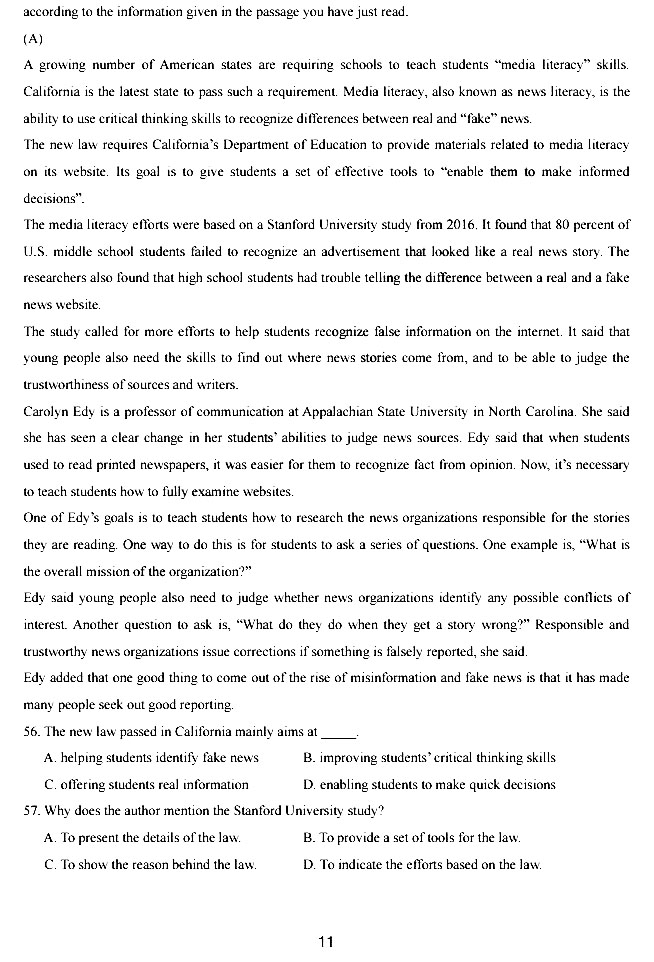 according to the information given in the passage you have just read.
(A)
A growing number of American states are requiring schools to teach students “media literacy” skills.
California is the latest state to pass such a requirement. Media literacy, also known as news literacy, is the
ability to use critical thinking skills to recognize differences between real and “fake” news.
The new law requires California’s Department of Education to provide materials related to media literacy
on its website. Its goal is to give students a set of effective tools to “enable them to make informed
decisions”.
The media literacy efforts were based on a Stanford University study from 2016. It found that 80 percent of
U.S. middle school students failed to recognize an advertisement that looked like a real news story. The
researchers also found that high school students had trouble telling the difference between a real and a fake
news website.
The study called for more efforts to help students recognize false information on the internet. It said that
young people also need the skills to find out where news stories come from, and to be able to judge the
trustworthiness of sources and writers.
Carolyn Edy is a professor of communication at Appalachian State University in North Carolina. She said
she has seen a clear change in her students’ abilities to judge news sources. Edy said that when students
used to read printed newspapers, it was easier for them to recognize fact from opinion. Now, it’s necessary
to teach students how to fully examine websites.
One of Edy’s goals is to teach students how to research the news organizations responsible for the stories
they are reading. One way to do this is for students to ask a series of questions. One example is, “What is
the overall mission of the organization?”
Edy said young people also need to judge whether news organizations identify any possible conflicts of
interest. Another question to ask is, “What do they do when they get a story wrong?” Responsible and
trustworthy news organizations issue corrections if something is falsely reported, she said.
Edy added that one good thing to come out of the rise of misinformation and fake news is that it has made
many people seek out good reporting.
56. The new law passed in California mainly aims at _____.
A. helping students identify fake news B. improving students’ critical thinking skills
C. offering students real information D. enabling students to make quick decisions
57. Why does the author mention the Stanford University study?
A. To present the details of the law. B. To provide a set of tools for the law.
C. To show the reason behind the law. D. To indicate the efforts based on the law.
11